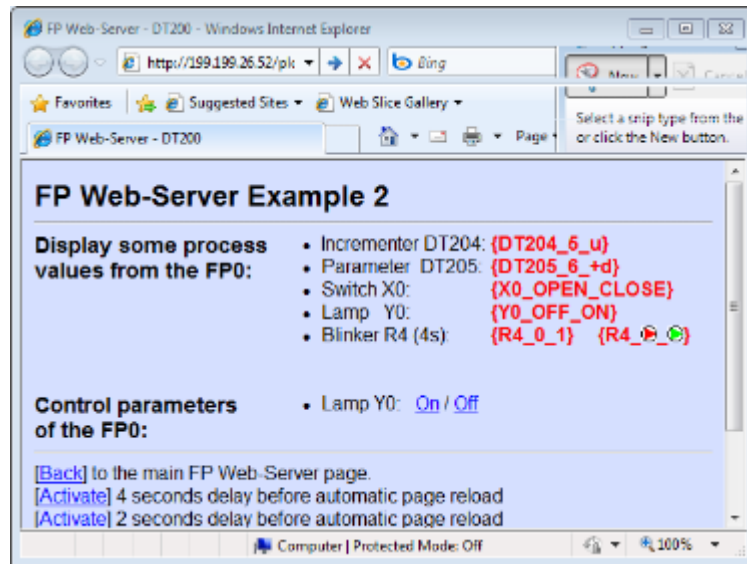 FP Web-Server - DT200 - Windows Internet Explorer
http://199.199.26.52/pk Bing
New Cancel
Favorites Suggested Sites Web Slice Gallery
Select a snip type from the
or click the New button.
FP Web-Server - DT200 Page
FP Web-Server Example 2
Display some process
values from the FP0:
• Incrementer DT204: {DT204_5_u}
• Parameter DT205: {DT205_6_+d}
• Switch X0: {X0_OPEN_CLOSE}
• Lamp Y0: {Y0_OFF_ON}
• Blinker R4 (4s): {R4_0_1} {R4_ _ }
Control parameters
of the FP0:
• Lamp Y0: On / Off
[Back] to the main FP Web-Server page.
[Activate] 4 seconds delay before automatic page reload
[Activate] 2 seconds delay before automatic page reload
Computer | Protected Mode: Off 100%